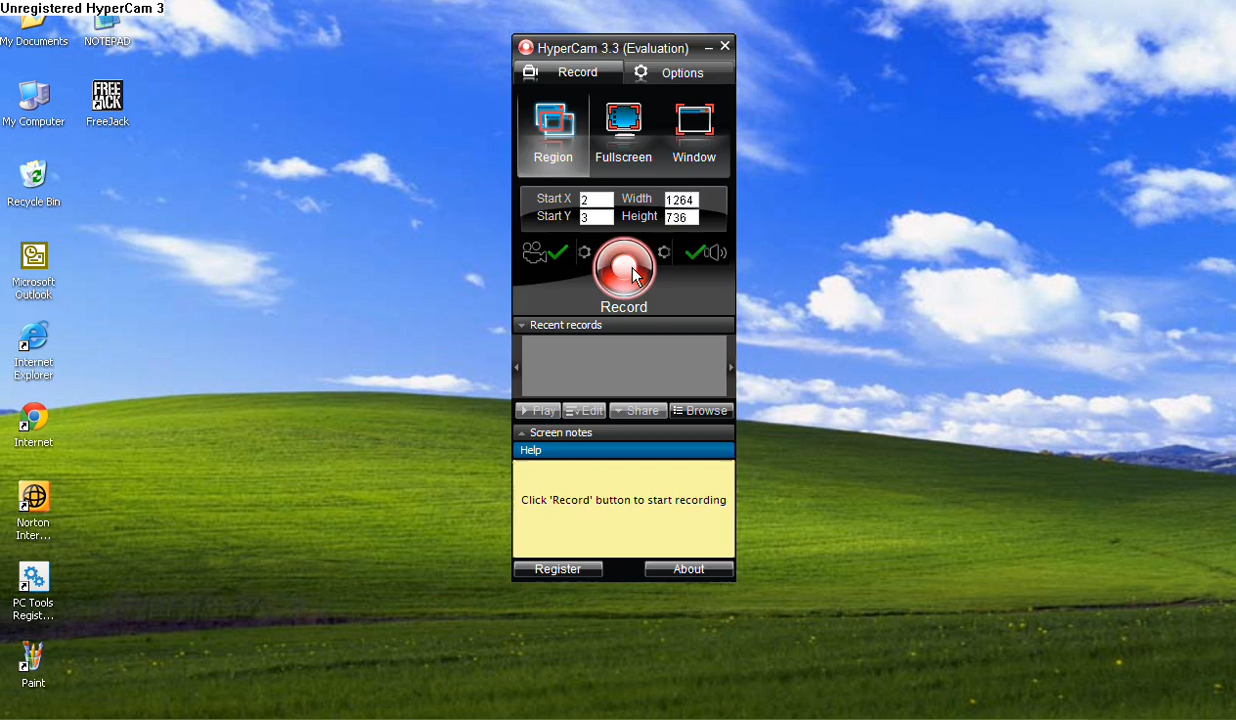 Unregistered HyperCam 3
My Documents
NOTEPAD
My Computer
FREE JACK
FreeJack
Recycle Bin
Microsoft
Outlook
Internet
Explorer
Internet
Norton
Inter...
PC Tools
Regist...
Paint
HyperCam 3.3 (Evaluation)
Record
Options
Region
Fullscreen
Window
Start X 2 Width 1264
Start Y 3 Height 736
Record
Recent records
Play Edit Share Browse
Screen notes
Help
Click 'Record' button to start recording
Register
About